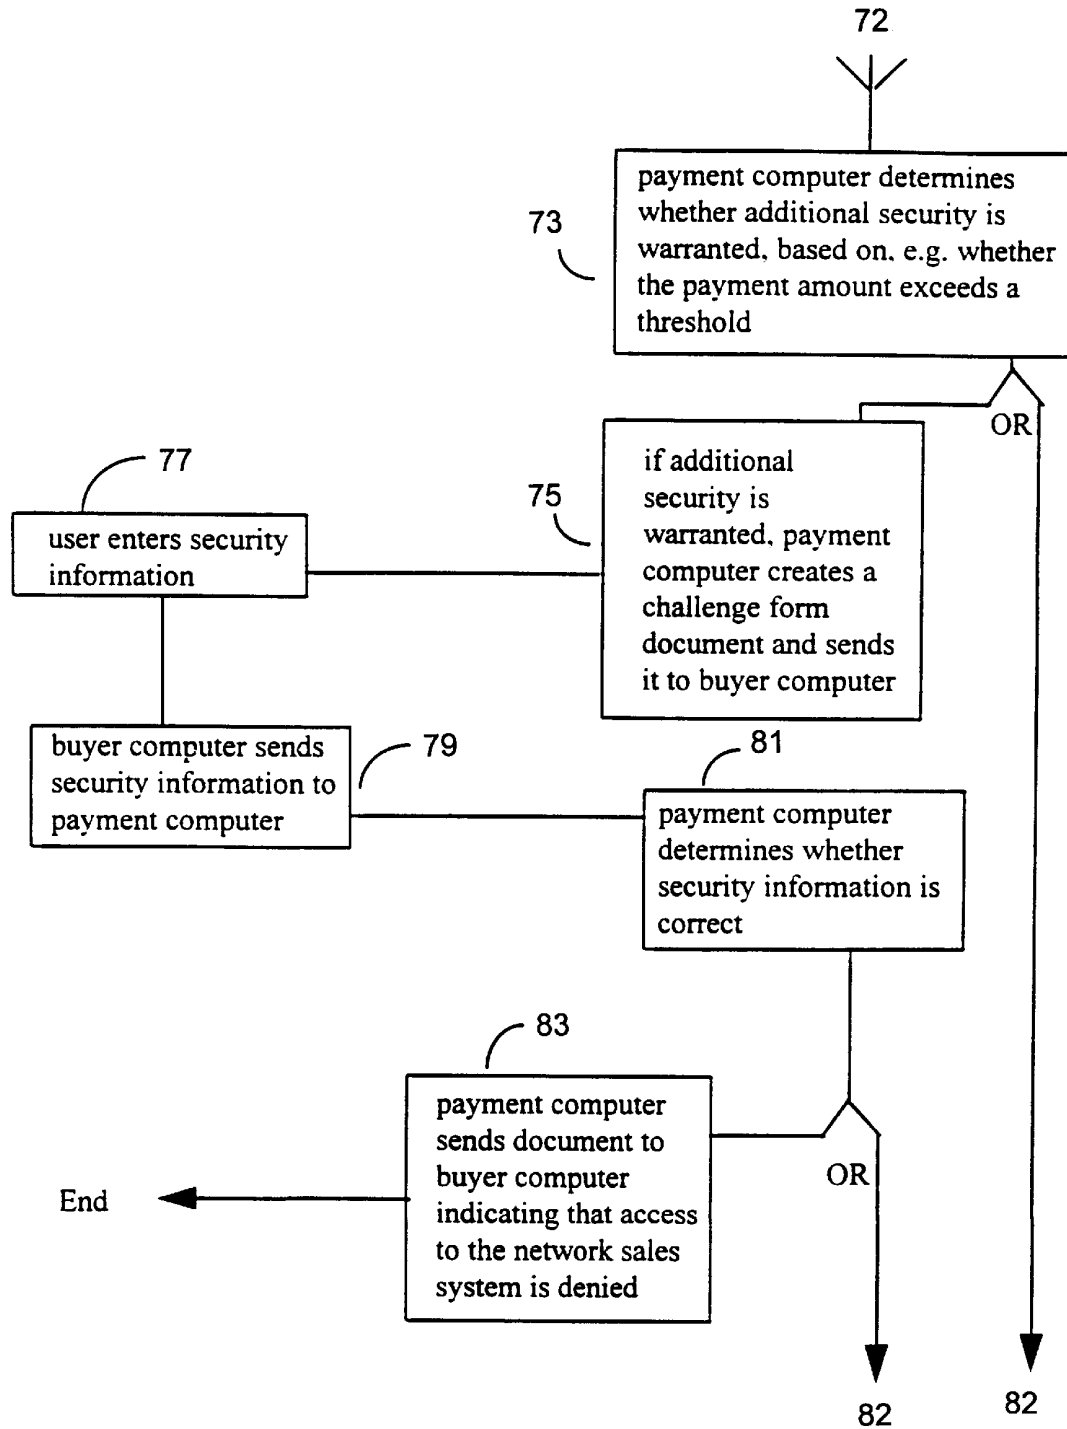 72
payment computer determines
whether additional security is
warranted, based on, e.g. whether
the payment amount exceeds a
threshold
73
OR
if additional
security is
warranted, payment
computer creates a
challenge form
document and sends
it to buyer computer
75
77
user enters security
information
buyer computer sends
security information to
payment computer
79
81
payment computer
determines whether
security information is
correct
83
payment computer
sends document to
buyer computer
indicating that access
to the network sales
system is denied
OR
End
82
82